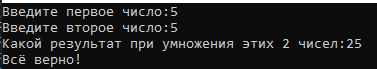 Введите первое число:5
Введите второе число:5
Какой результат при умножения этих 2 чисел:25
Всё верно!